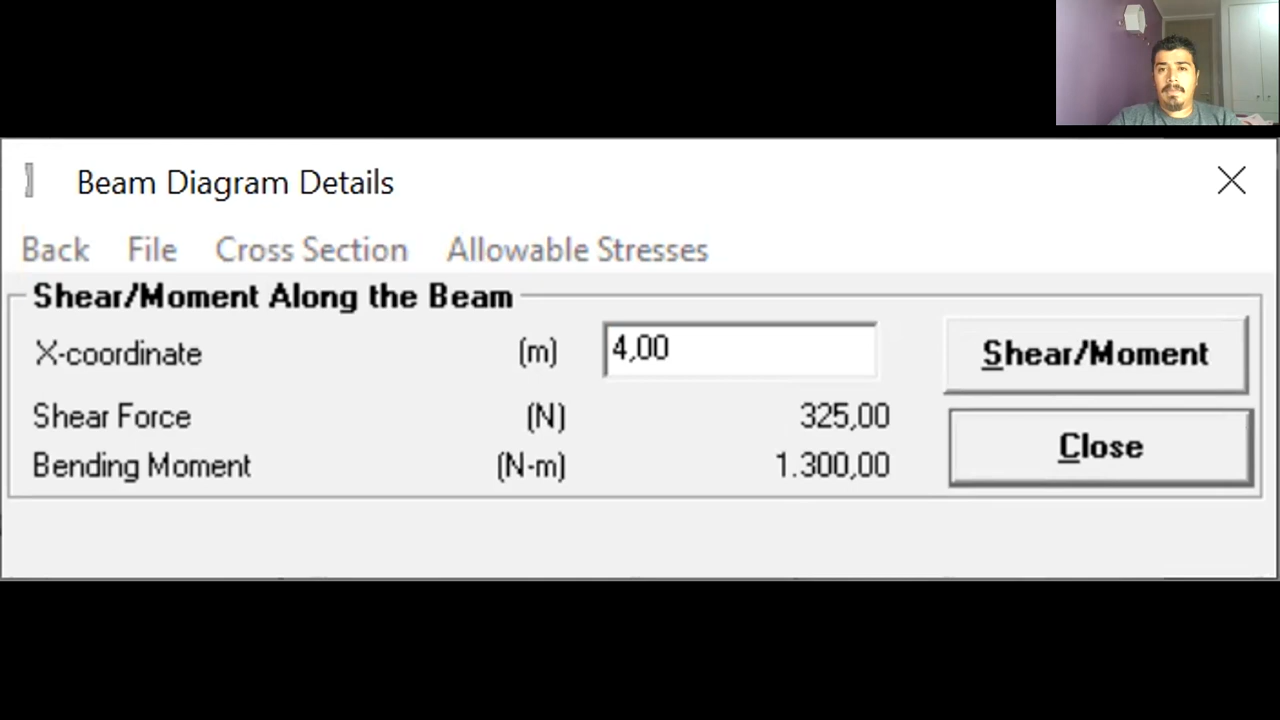 Beam Diagram Details
Back File Cross Section Allowable Stresses
Shear/Moment Along the Beam
X-coordinate (m) 4,00 Shear/Moment
Shear Force (N) 325,00
Close
Bending Moment (N-m) 1.300,00